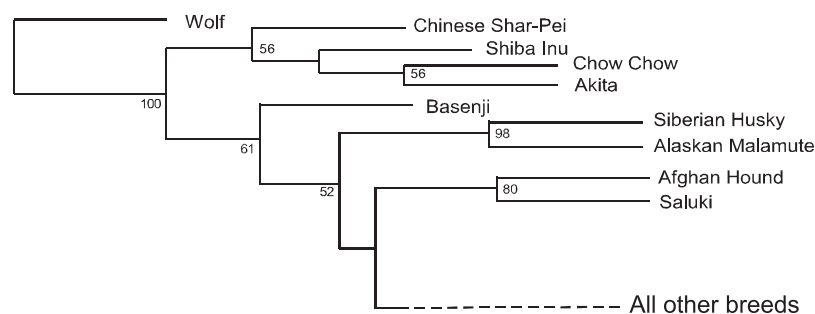 Wolf
Chinese Shar-Pei
56
Shiba Inu
Chow Chow
56
Akita
100
Basenji
Siberian Husky
98
Alaskan Malamute
61
Afghan Hound
52
80
Saluki
All other breeds